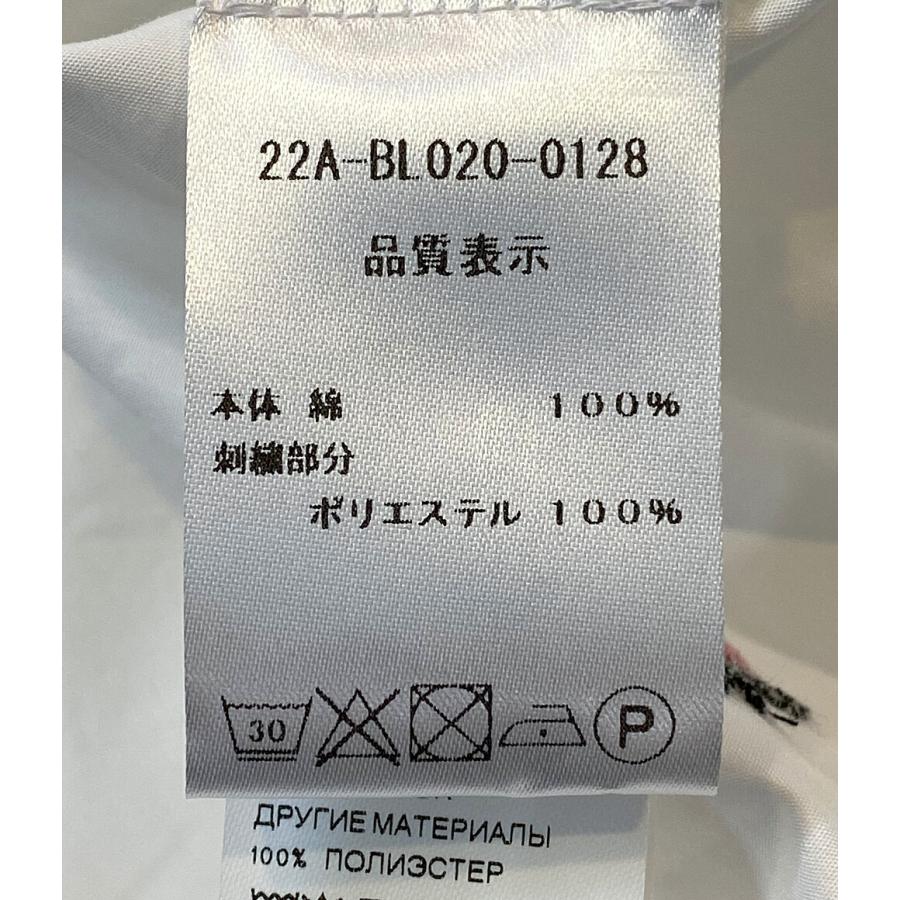 22A-BL020-0128
品質表示
本体 綿 100%
刺繍部分
ポリエステル 100%
30
P
ДРУГИЕ МАТЕРИАЛЫ
100% ПОЛИЭСТЕР